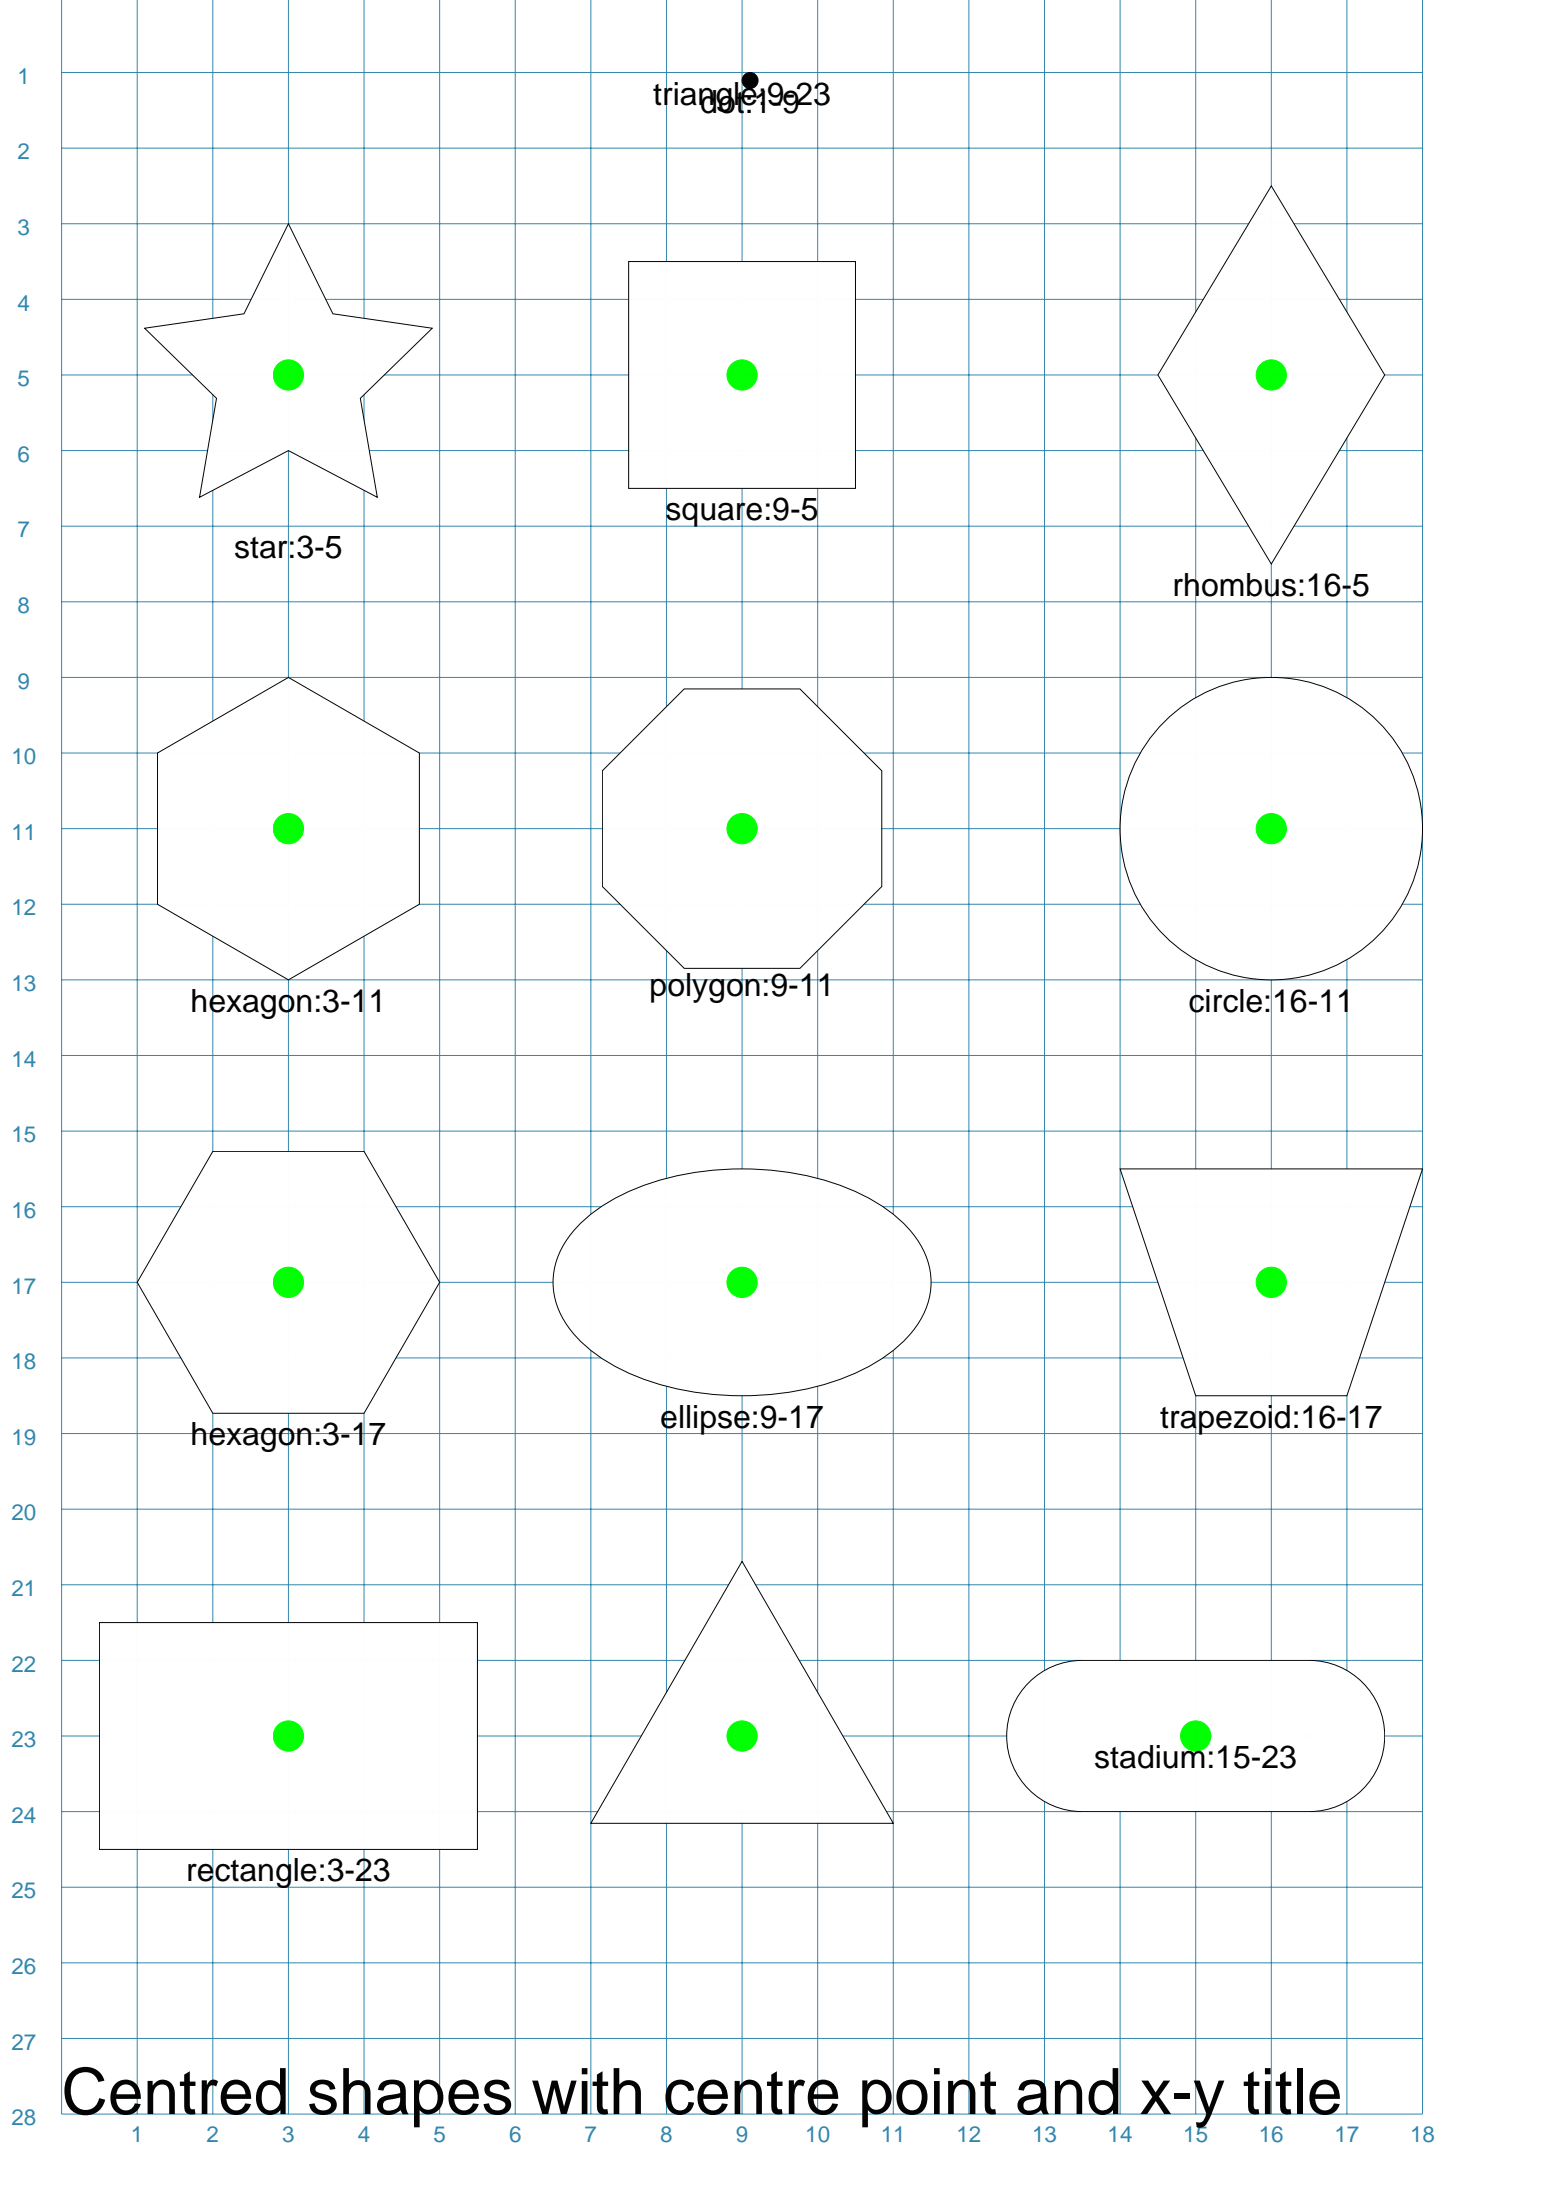 1
triangle:9-23
dot:1-9
2
3
4
5
6
square:9-5
7
star:3-5
rhombus:16-5
8
9
10
11
12
polygon:9-11
13
hexagon:3-11
circle:16-11
14
15
16
17
18
ellipse:9-17
trapezoid:16-17
hexagon:3-17
19
20
21
22
23
stadium:15-23
24
rectangle:3-23
25
26
27
Centred shapes with centre point and x-y title
28
1 2 3 4 5 6 7 8 9 10 11 12 13 14 15 16 17 18